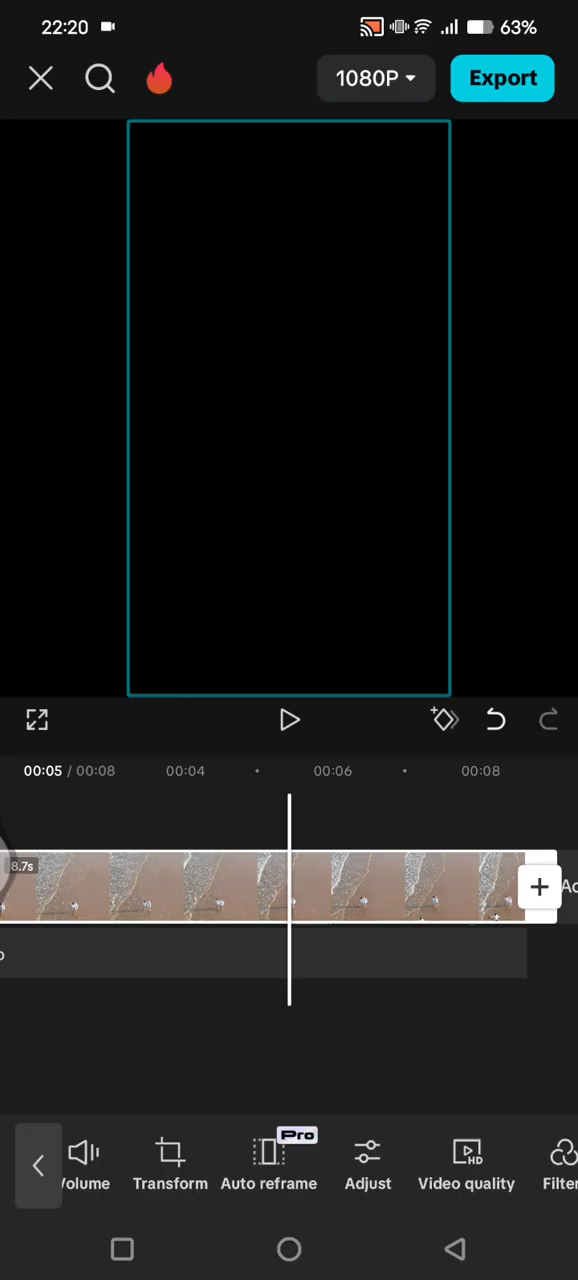 22:20 63%
1080P Export
00:05 / 00:08 00:04 00:06 00:08
8.7s
Pro
Volume Transform Auto reframe Adjust Video quality Filter
HD